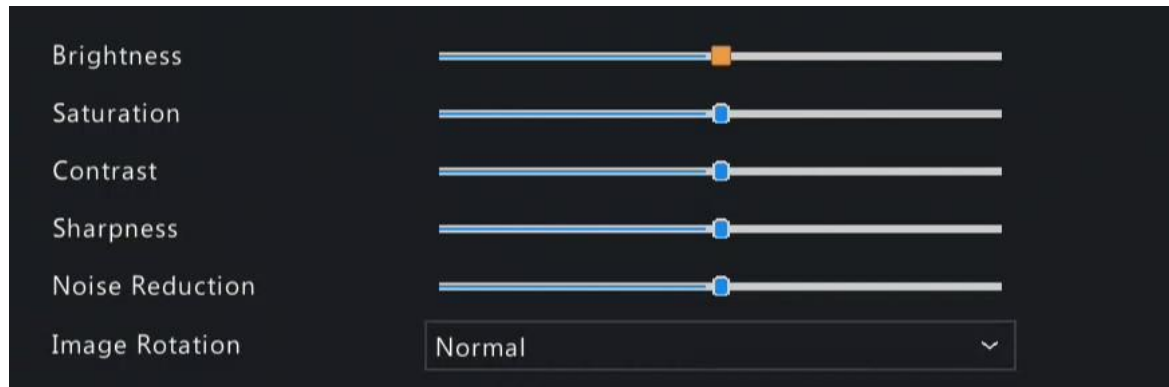 Brightness
Saturation
Contrast
Sharpness
Noise Reduction
Image Rotation Normal